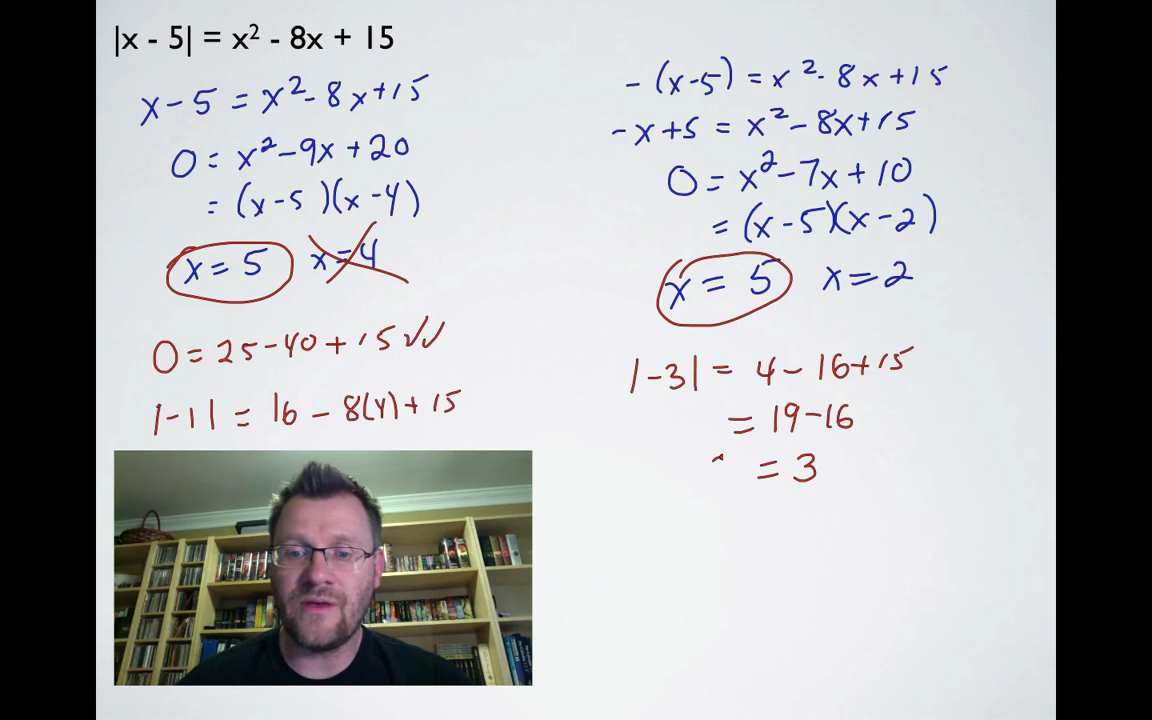 |x - 5| = x² - 8x + 15
x - 5 = x² - 8x + 15
0 = x² - 9x + 20
= (x - 5)(x - 4)
x = 5 x = 4
0 = 25 - 40 + 15 ✓✓
|-1| = 16 - 8(4) + 15
-(x - 5) = x² - 8x + 15
-x + 5 = x² - 8x + 15
0 = x² - 7x + 10
= (x - 5)(x - 2)
x = 5 x = 2
|-3| = 4 - 16 + 15
= 19 - 16
= 3